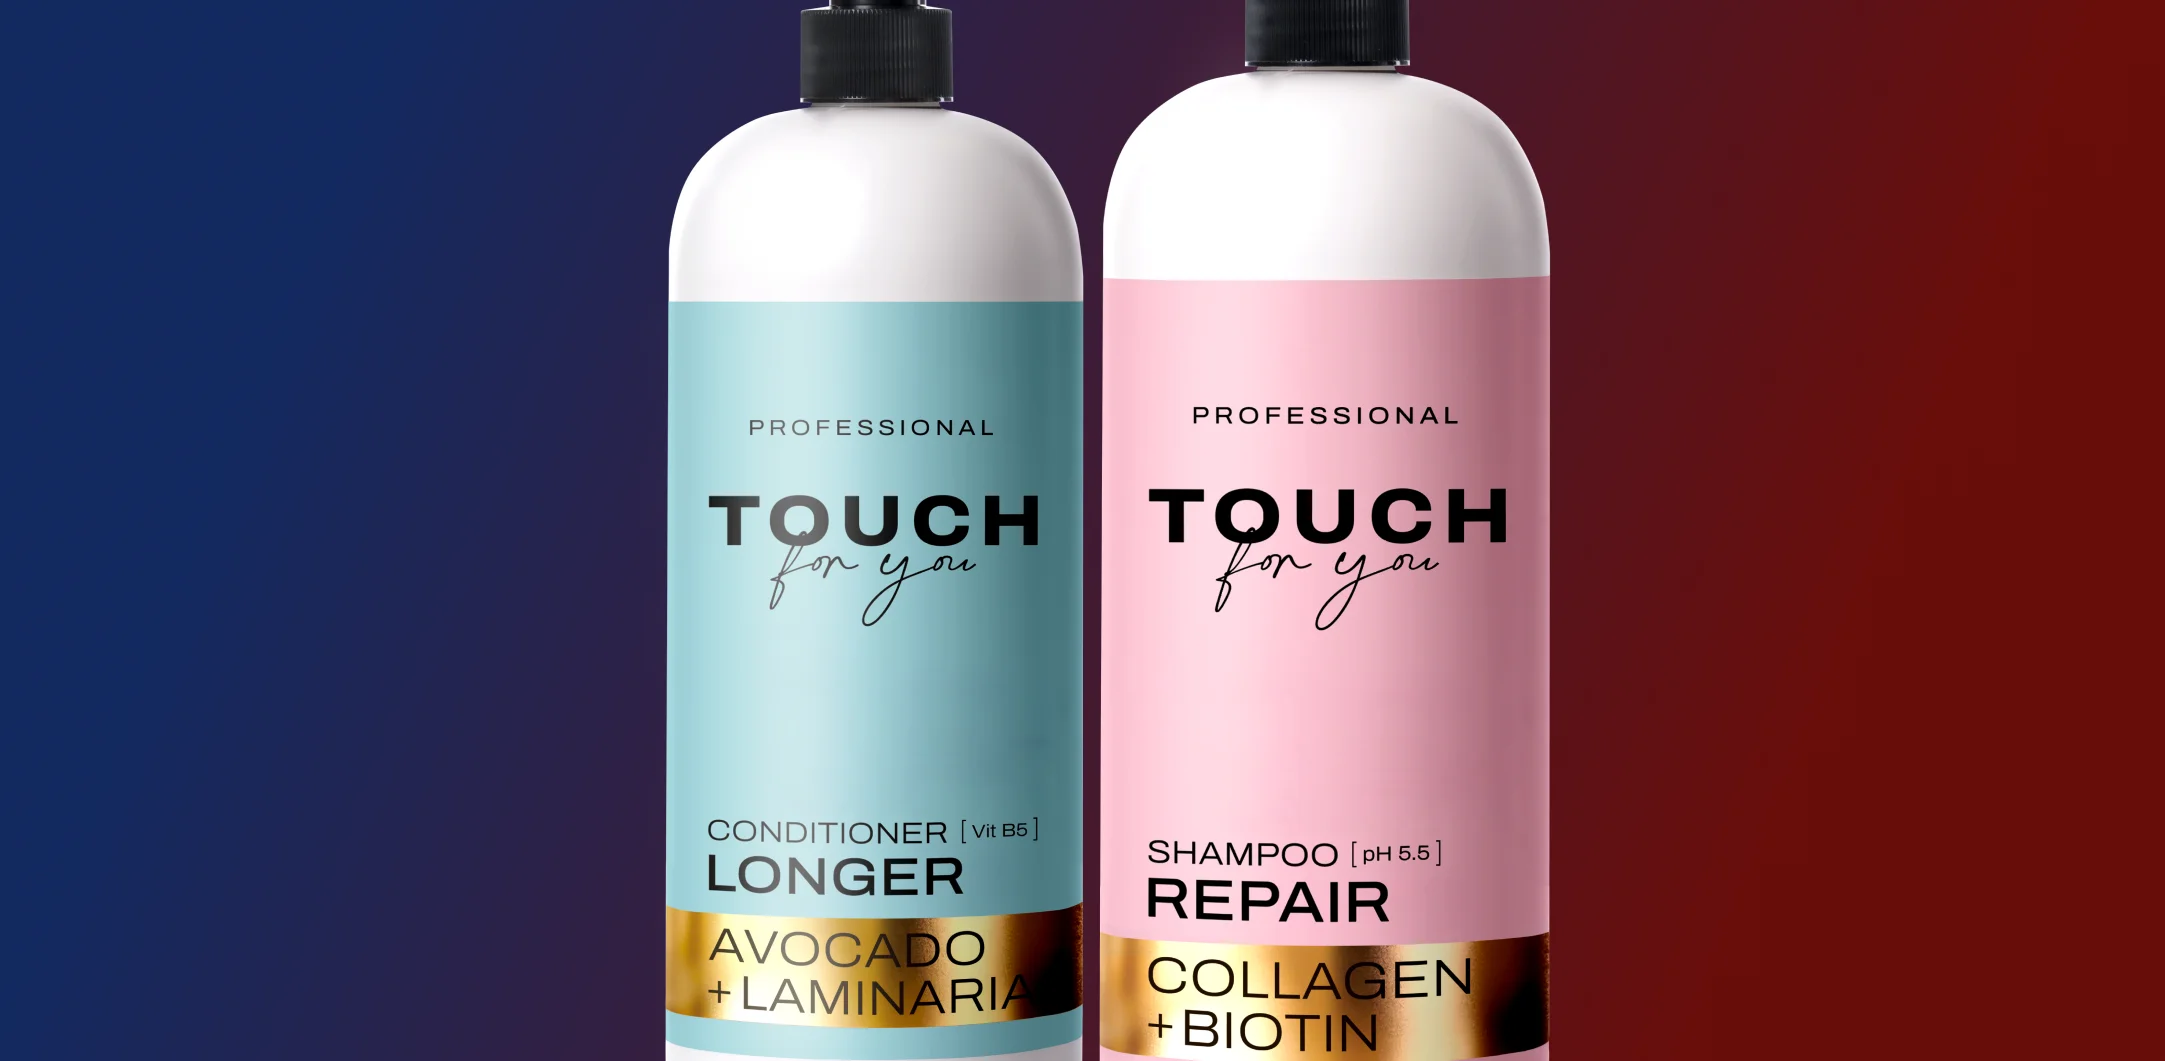 PROFESSIONAL
TOUCH
for you
CONDITIONER [ Vit B5 ]
LONGER
AVOCADO
+LAMINARIA
PROFESSIONAL
TOUCH
for you
SHAMPOO [ pH 5.5 ]
REPAIR
COLLAGEN
+BIOTIN